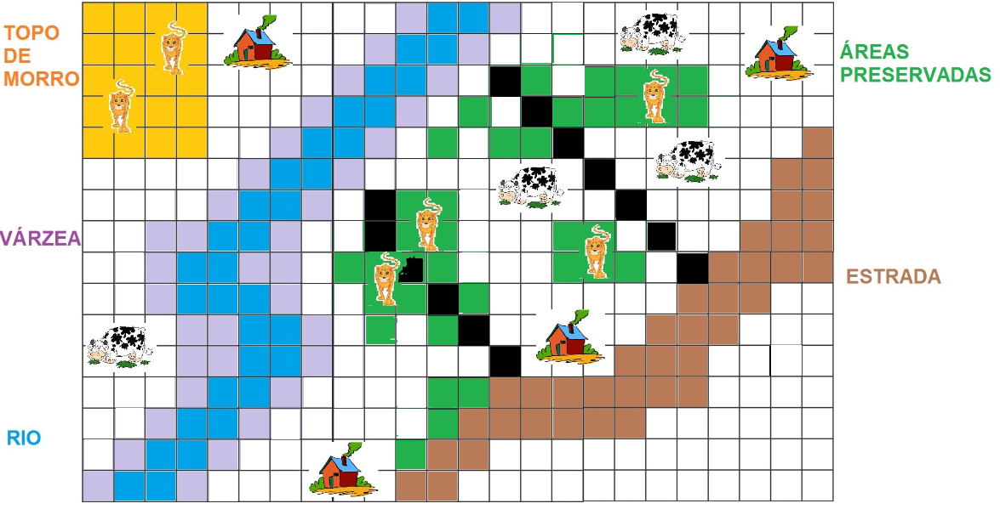 TOPO
DE
MORRO
ÁREAS
PRESERVADAS
VÁRZEA
ESTRADA
RIO